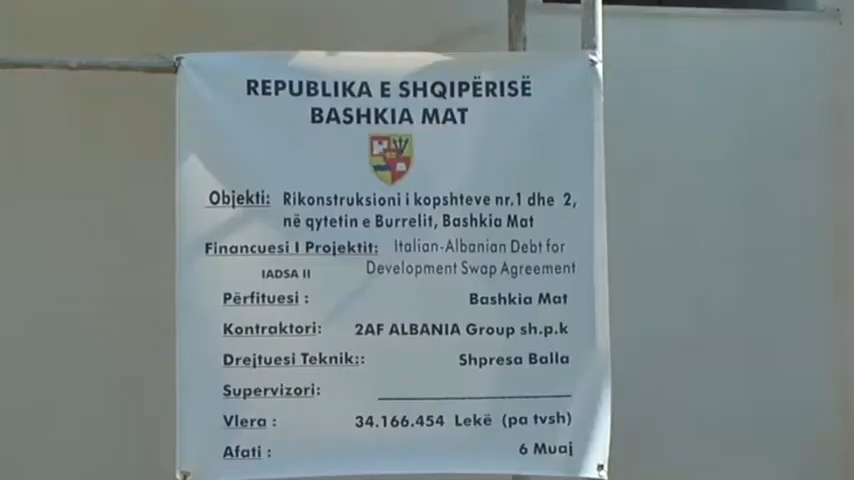 REPUBLIKA E SHQIPËRISË
BASHKIA MAT
Objekti: Rikonstruksioni i kopshteve nr.1 dhe 2,
në qytetin e Burrelit, Bashkia Mat
Financuesi I Projektit: Italian-Albanian Debt for
IADSA II Development Swap Agreement
Përfituesi : Bashkia Mat
Kontraktori: 2AF ALBANIA Group sh.p.k
Drejtuesi Teknik:: Shpresa Balla
Supervizori:
Vlera : 34.166.454 Lekë (pa tvsh)
Afati : 6 Muaj